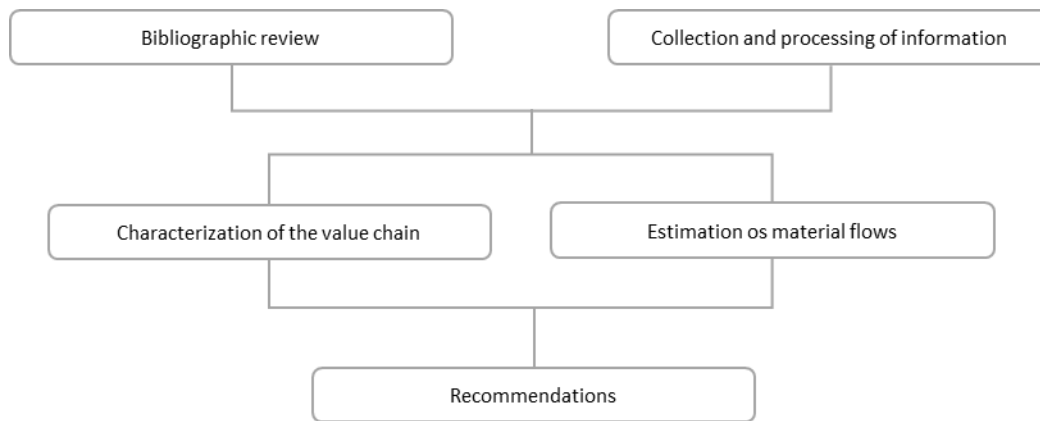 Bibliographic review
Collection and processing of information
Characterization of the value chain
Estimation os material flows
Recommendations